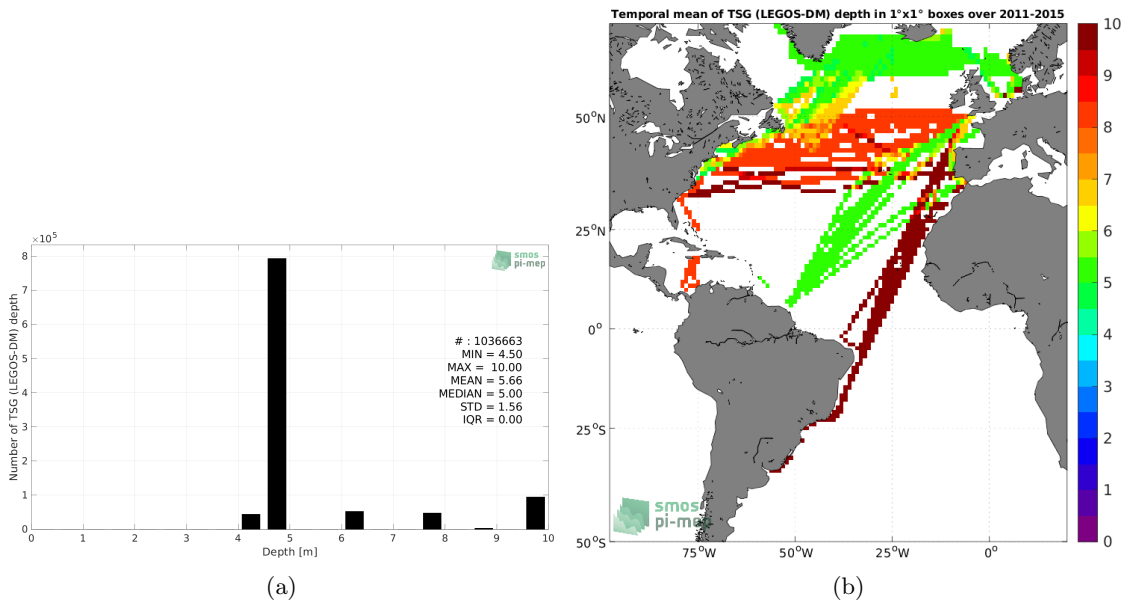 Temporal mean of TSG (LEGOS-DM) depth in 1°x1° boxes over 2011-2015
×10⁵
8
7
6
5
4
3
2
1
0
Number of TSG (LEGOS-DM) depth
smos
pi-mep
# : 1036663
MIN = 4.50
MAX = 10.00
MEAN = 5.66
MEDIAN = 5.00
STD = 1.56
IQR = 0.00
0 1 2 3 4 5 6 7 8 9 10
Depth [m]
(a)
50°N
25°N
0°
25°S
50°S
75°W 50°W 25°W 0°
smos
pi-mep
10
9
8
7
6
5
4
3
2
1
0
(b)